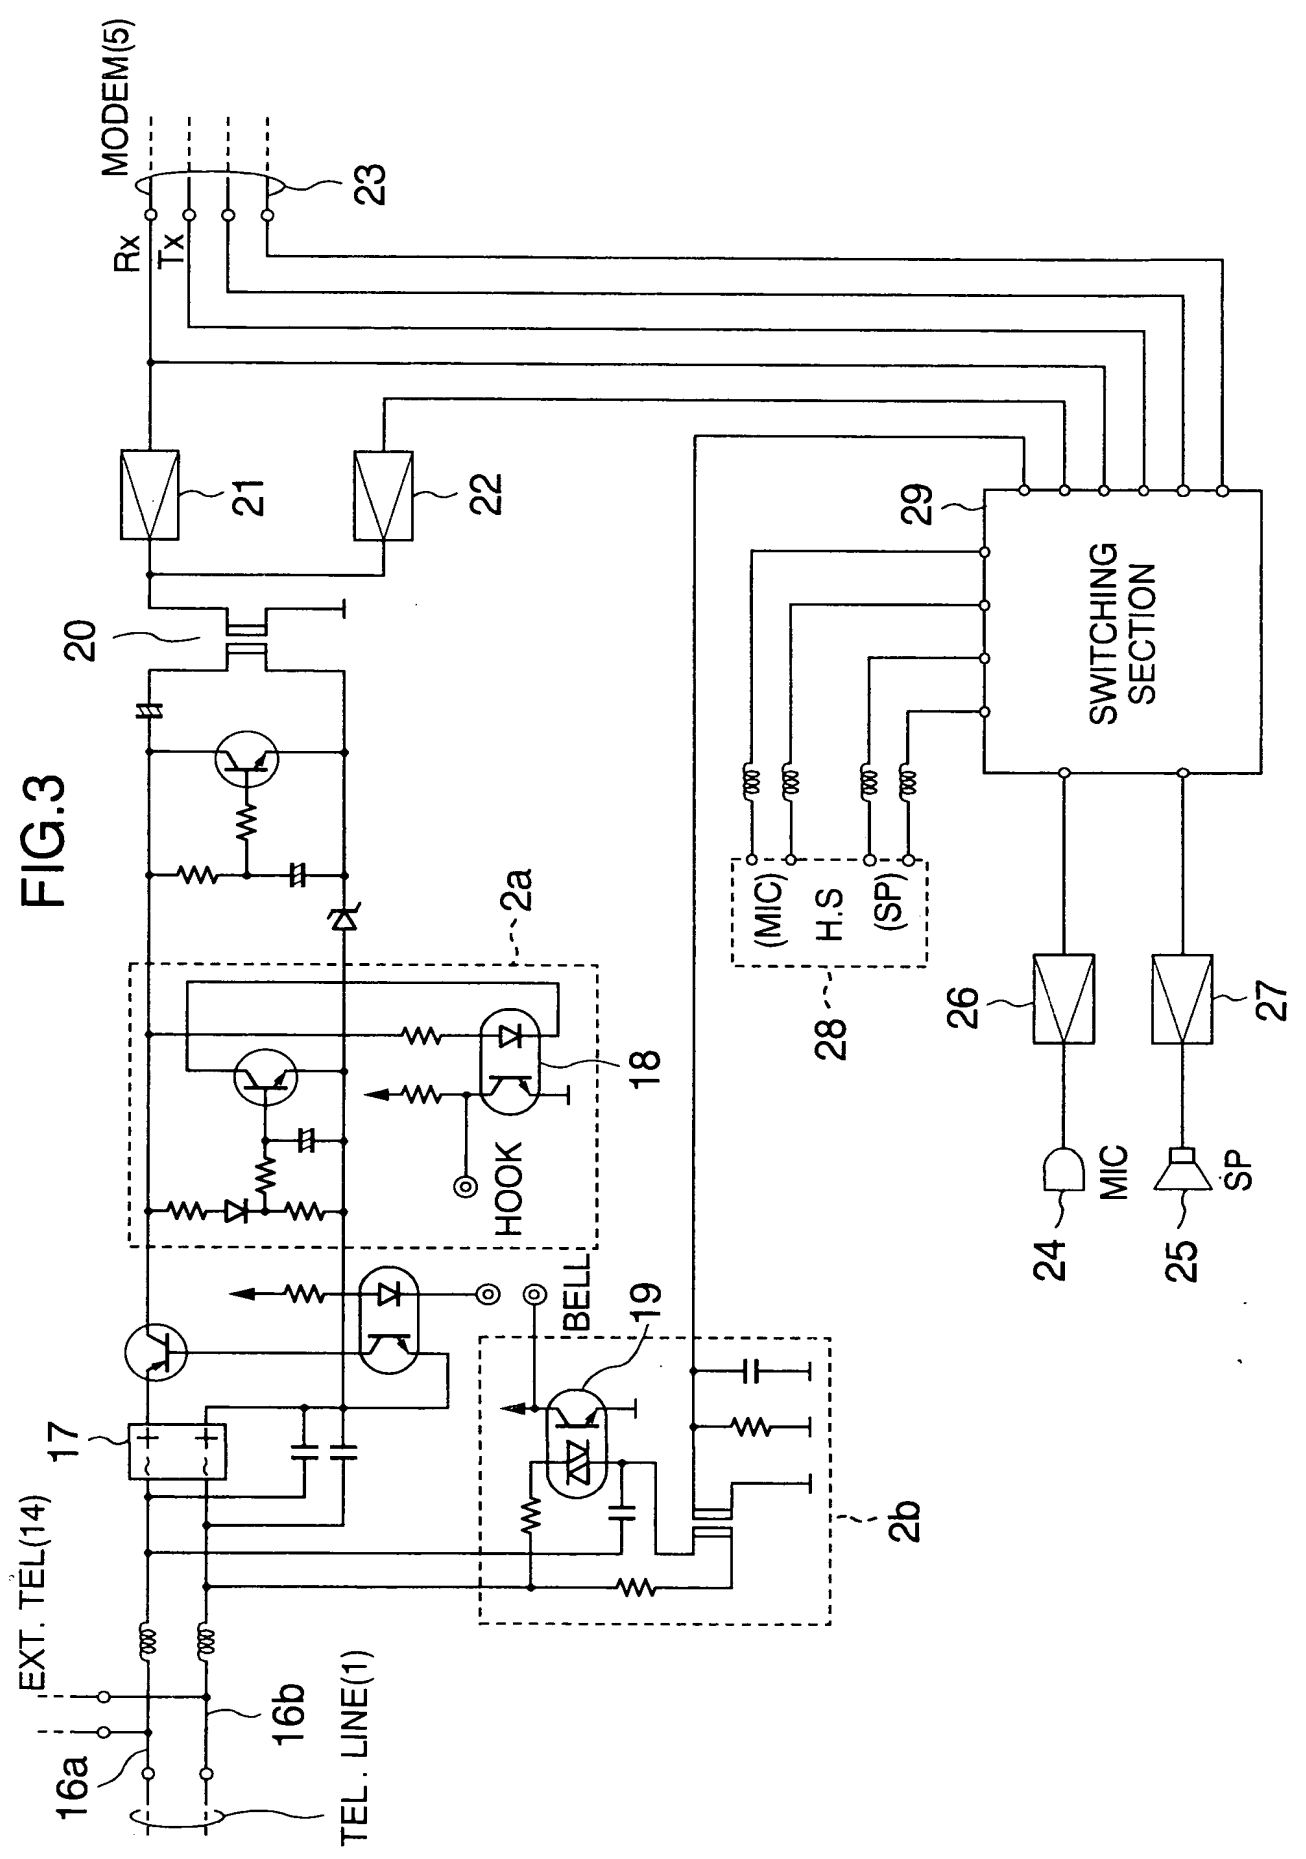 FIG.3
EXT. TEL(14)
16a
16b
TEL. LINE(1)
17
2a
HOOK
18
BELL
19
2b
20
21
22
Rx
Tx
MODEM(5)
23
(MIC)
H.S
(SP)
28
29
SWITCHING
SECTION
24
MIC
26
25
SP
27